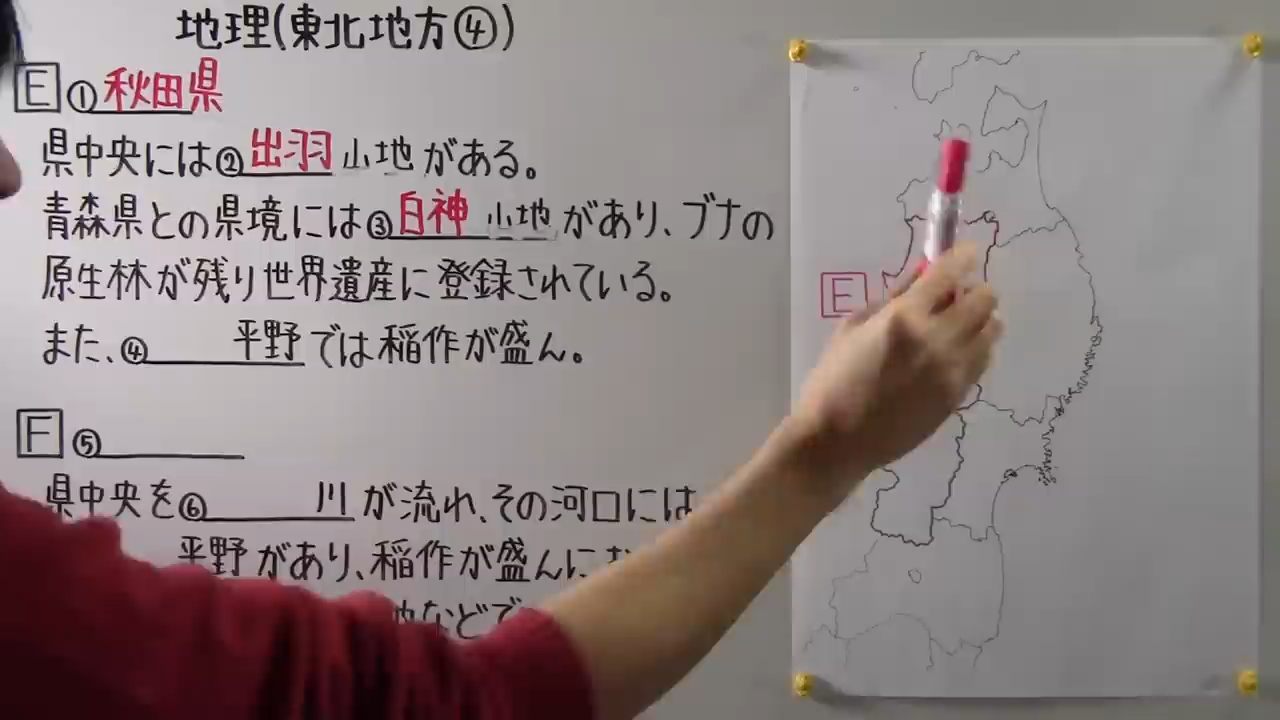 地理(東北地方④)
E ①秋田県
県中央には②出羽山地がある。
青森県との県境には③白神山地があり、ブナの
原生林が残り世界遺産に登録されている。
また、④ 平野では稲作が盛ん。
F ⑤
県中央を⑥ 川が流れ、その河口には
平野があり、稲作が盛んに
などで
E